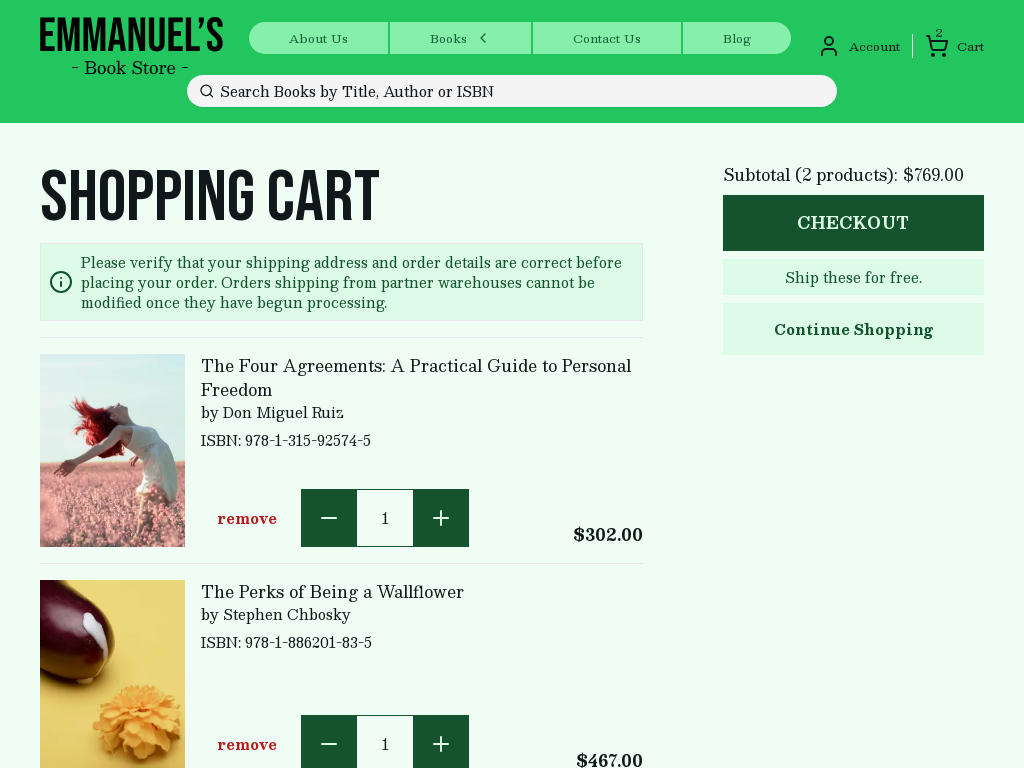 EMMANUEL'S
- Book Store -
About Us
Books
Contact Us
Blog
Account
2
Cart
Search Books by Title, Author or ISBN
SHOPPING CART
Please verify that your shipping address and order details are correct before
placing your order. Orders shipping from partner warehouses cannot be
modified once they have begun processing.
The Four Agreements: A Practical Guide to Personal
Freedom
by Don Miguel Ruiz
ISBN: 978-1-315-92574-5
remove
1
$302.00
The Perks of Being a Wallflower
by Stephen Chbosky
ISBN: 978-1-886201-83-5
remove
1
$467.00
Subtotal (2 products): $769.00
CHECKOUT
Ship these for free.
Continue Shopping